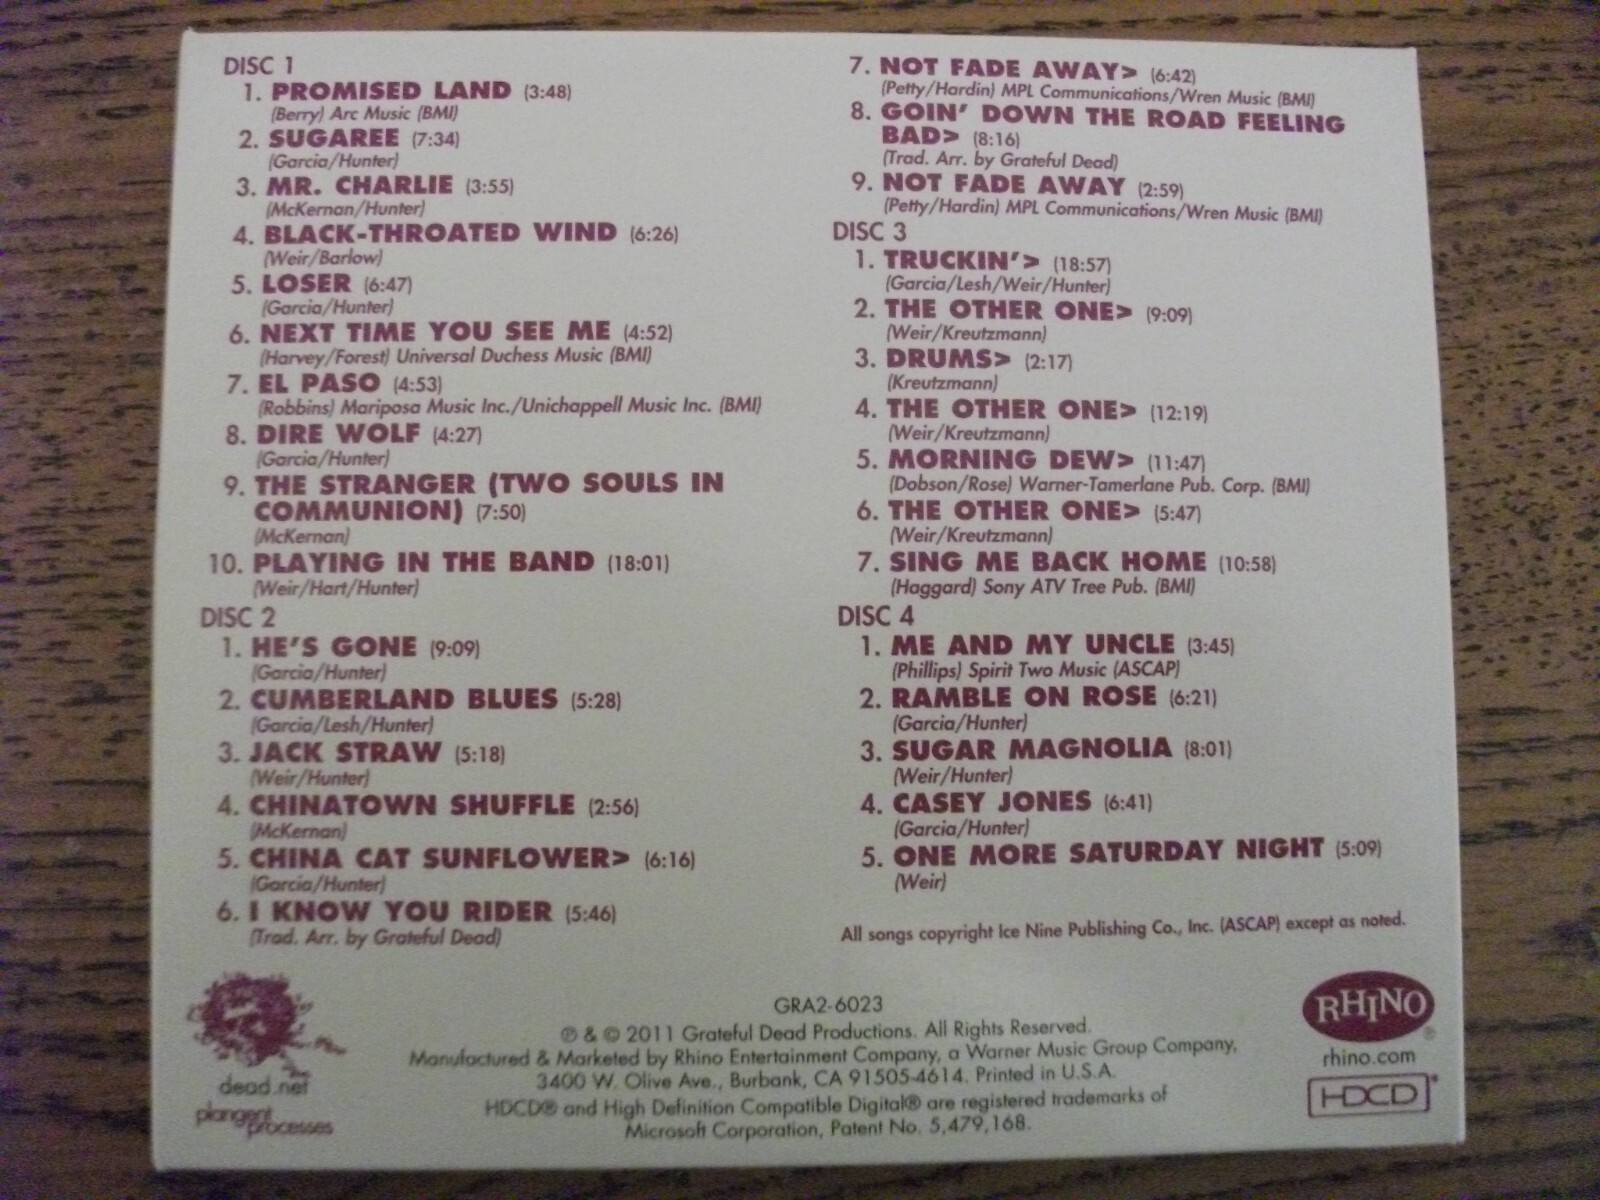 DISC 1
1. PROMISED LAND (3:48)
(Berry) Arc Music (BMI)
2. SUGAREE (7:34)
(Garcia/Hunter)
3. MR. CHARLIE (3:55)
(McKernan/Hunter)
4. BLACK-THROATED WIND (6:26)
(Weir/Barlow)
5. LOSER (6:47)
(Garcia/Hunter)
6. NEXT TIME YOU SEE ME (4:52)
(Harvey/Forest) Universal Duchess Music (BMI)
7. EL PASO (4:53)
(Robbins) Mariposa Music Inc./Unichappell Music Inc. (BMI)
8. DIRE WOLF (4:27)
(Garcia/Hunter)
9. THE STRANGER (TWO SOULS IN
COMMUNION) (7:50)
(McKernan)
10. PLAYING IN THE BAND (18:01)
(Weir/Hart/Hunter)
DISC 2
1. HE'S GONE (9:09)
(Garcia/Hunter)
2. CUMBERLAND BLUES (5:28)
(Garcia/Lesh/Hunter)
3. JACK STRAW (5:18)
(Weir/Hunter)
4. CHINATOWN SHUFFLE (2:56)
(McKernan)
5. CHINA CAT SUNFLOWER> (6:16)
(Garcia/Hunter)
6. I KNOW YOU RIDER (5:46)
(Trad. Arr. by Grateful Dead)
7. NOT FADE AWAY> (6:42)
(Petty/Hardin) MPL Communications/Wren Music (BMI)
8. GOIN' DOWN THE ROAD FEELING
BAD> (8:16)
(Trad. Arr. by Grateful Dead)
9. NOT FADE AWAY (2:59)
(Petty/Hardin) MPL Communications/Wren Music (BMI)
DISC 3
1. TRUCKIN'> (18:57)
(Garcia/Lesh/Weir/Hunter)
2. THE OTHER ONE> (9:09)
(Weir/Kreutzmann)
3. DRUMS> (2:17)
(Kreutzmann)
4. THE OTHER ONE> (12:19)
(Weir/Kreutzmann)
5. MORNING DEW> (11:47)
(Dobson/Rose) Warner-Tamerlane Pub. Corp. (BMI)
6. THE OTHER ONE> (5:47)
(Weir/Kreutzmann)
7. SING ME BACK HOME (10:58)
(Haggard) Sony ATV Tree Pub. (BMI)
DISC 4
1. ME AND MY UNCLE (3:45)
(Phillips) Spirit Two Music (ASCAP)
2. RAMBLE ON ROSE (6:21)
(Garcia/Hunter)
3. SUGAR MAGNOLIA (8:01)
(Weir/Hunter)
4. CASEY JONES (6:41)
(Garcia/Hunter)
5. ONE MORE SATURDAY NIGHT (5:09)
(Weir)
All songs copyright Ice Nine Publishing Co., Inc. (ASCAP) except as noted.
dead.net
plangent
processes
GRA2-6023
℗ & © 2011 Grateful Dead Productions. All Rights Reserved.
Manufactured & Marketed by Rhino Entertainment Company, a Warner Music Group Company,
3400 W. Olive Ave., Burbank, CA 91505-4614. Printed in U.S.A.
HDCD® and High Definition Compatible Digital® are registered trademarks of
Microsoft Corporation, Patent No. 5,479,168.
RHINO®
rhino.com
HDCD